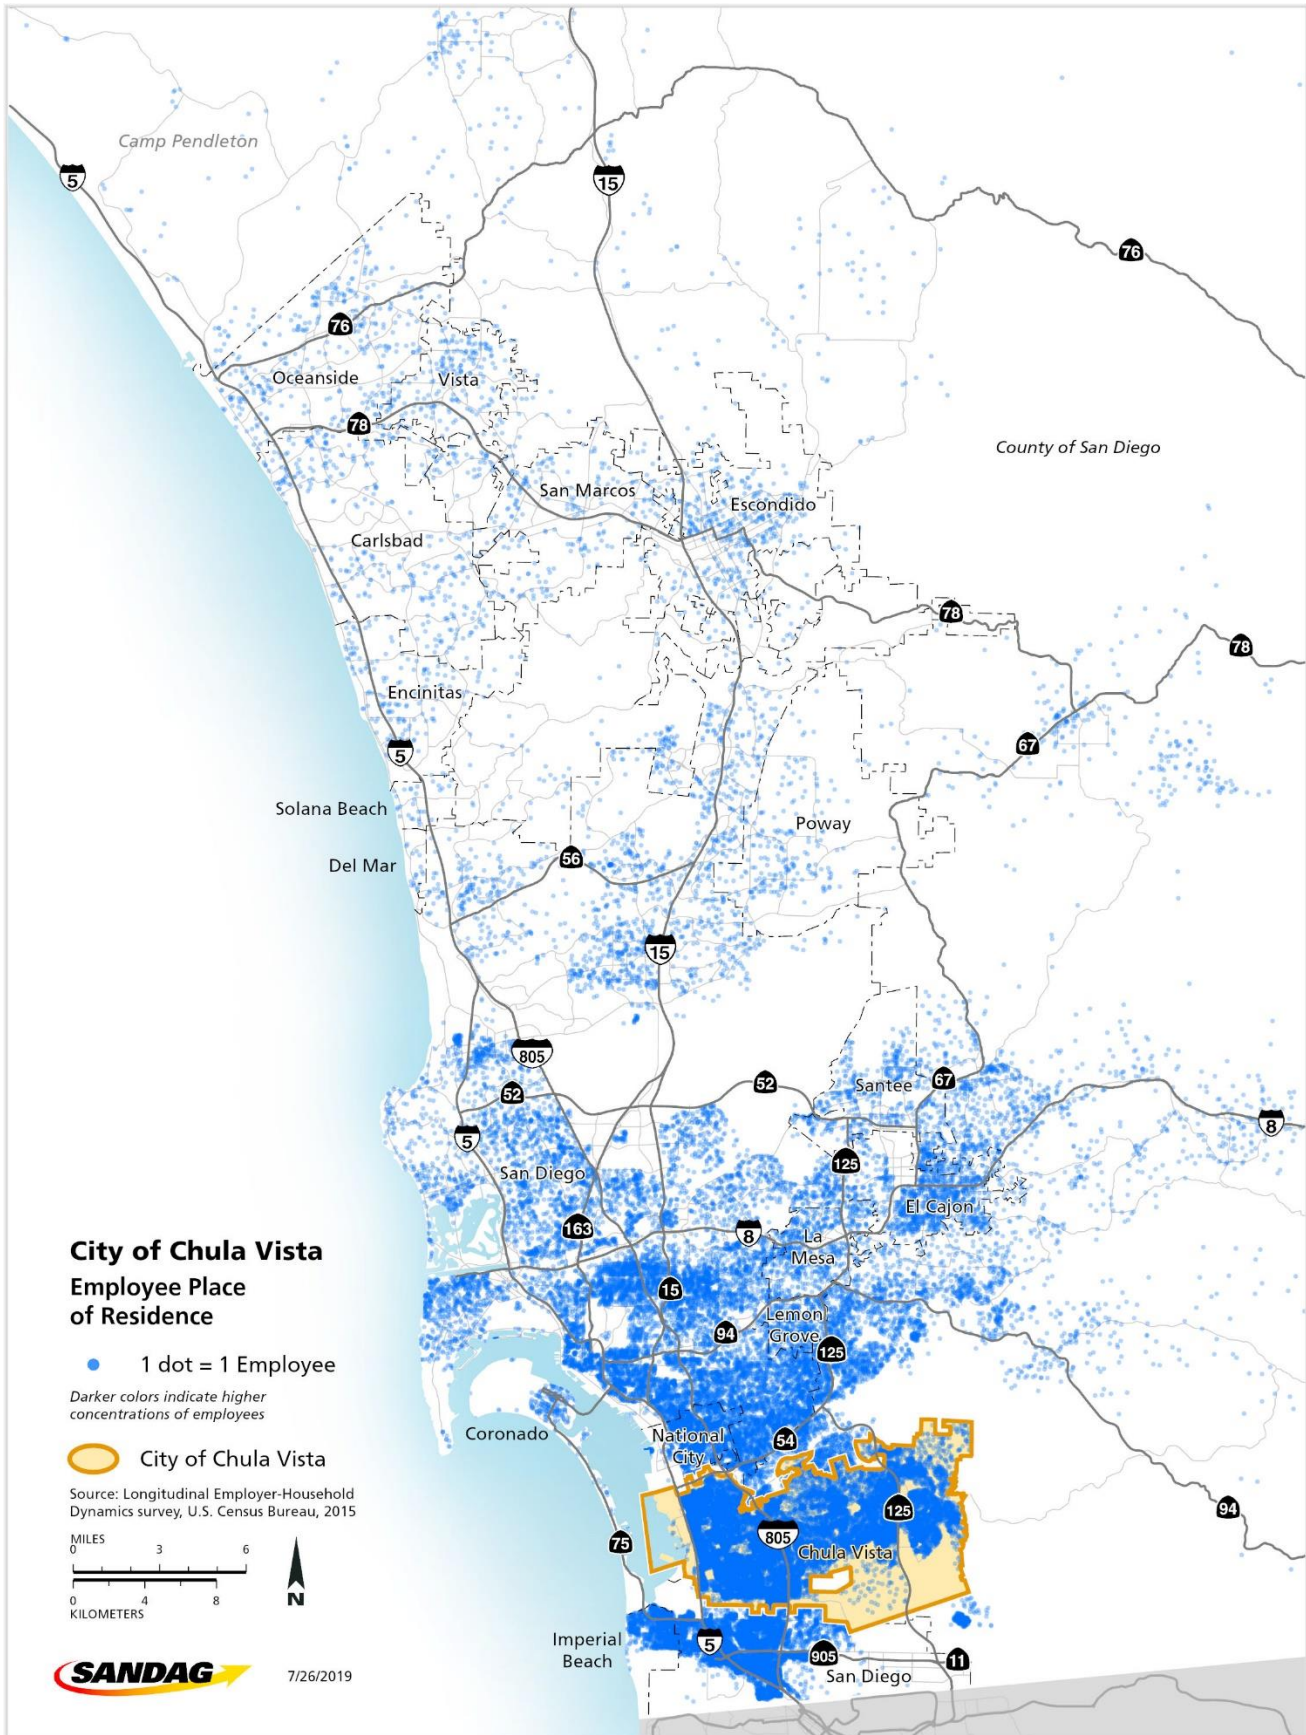 Camp Pendleton
5
15
76
76
Oceanside
Vista
78
County of San Diego
San Marcos
Escondido
Carlsbad
78
78
Encinitas
67
5
Solana Beach
Poway
Del Mar
56
15
805
52
52
Santee
67
5
8
125
San Diego
El Cajon
163
8
La
Mesa
15
Lemon
Grove
94
125
City of Chula Vista
Employee Place
of Residence
1 dot = 1 Employee
Darker colors indicate higher
concentrations of employees
City of Chula Vista
Source: Longitudinal Employer-Household
Dynamics survey, U.S. Census Bureau, 2015
MILES
0 3 6
0 4 8
KILOMETERS
N
Coronado
National
City
54
125
94
805
75
Chula Vista
Imperial
Beach
5
905
11
San Diego
SANDAG
7/26/2019